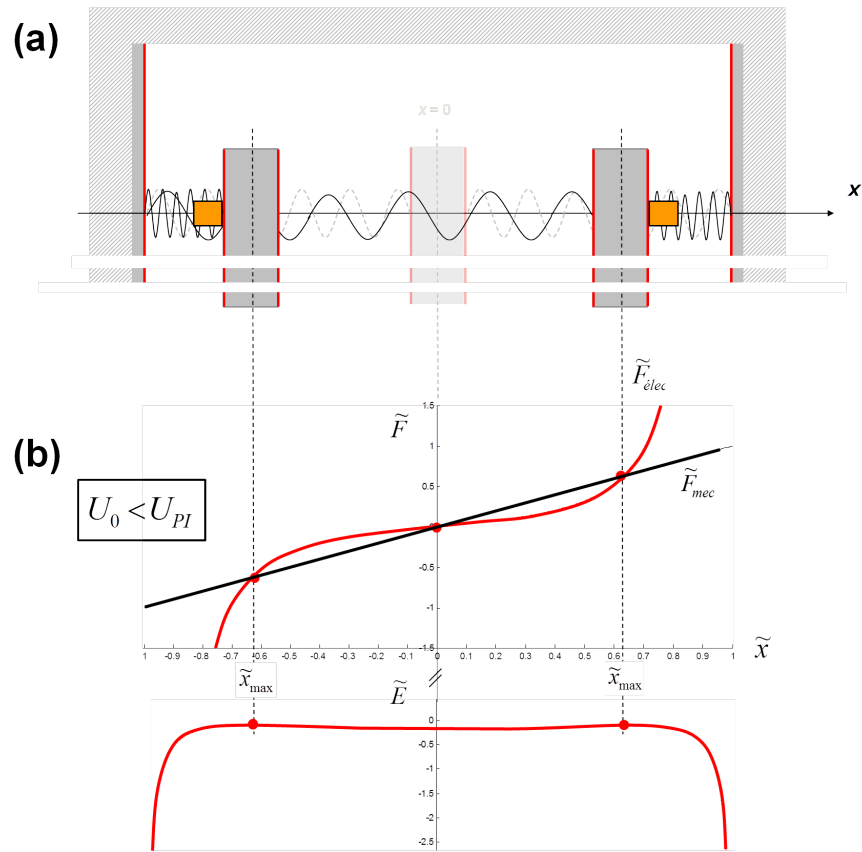 (a)
x = 0
x
F̃élec
1.5
F̃
1
(b)
0.5
F̃mec
U0 < UPI
0.0
-0.5
-1
-1.5
1 -0.9 -0.8 -0.7 -0.6 -0.5 -0.4 -0.3 -0.2 -0.1 0 0.1 0.2 0.3 0.4 0.5 0.6 0.7 0.8 0.9 1
x̃
x̃max
x̃max
Ẽ
0
-0.5
-1
-1.5
-2
-2.5